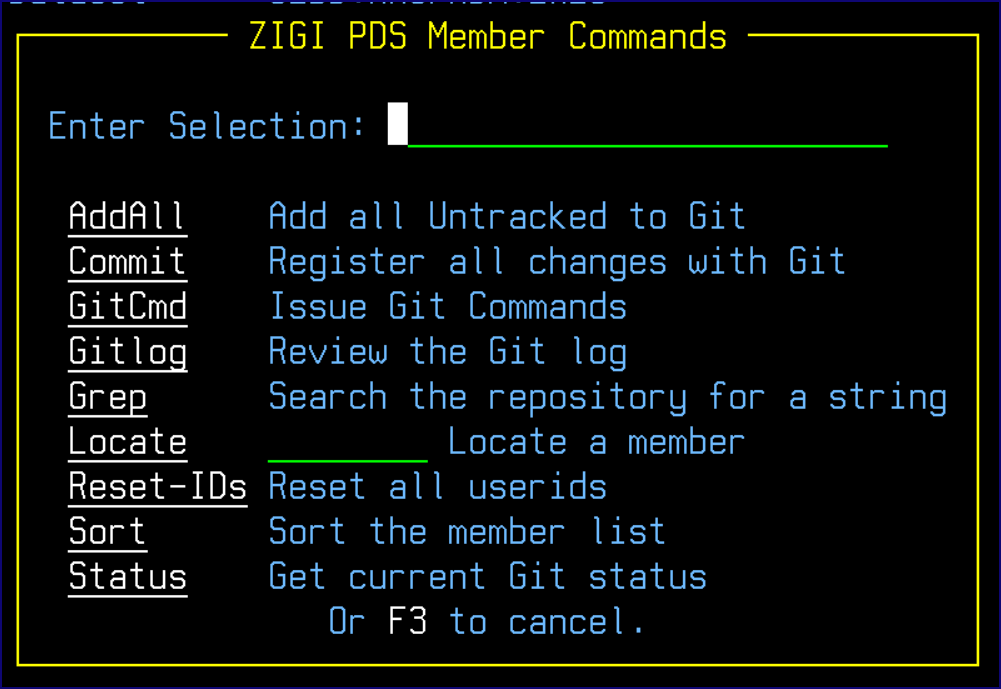 ZIGI PDS Member Commands
Enter Selection:
AddAll Add all Untracked to Git
Commit Register all changes with Git
GitCmd Issue Git Commands
Gitlog Review the Git log
Grep Search the repository for a string
Locate Locate a member
Reset-IDs Reset all userids
Sort Sort the member list
Status Get current Git status
Or F3 to cancel.